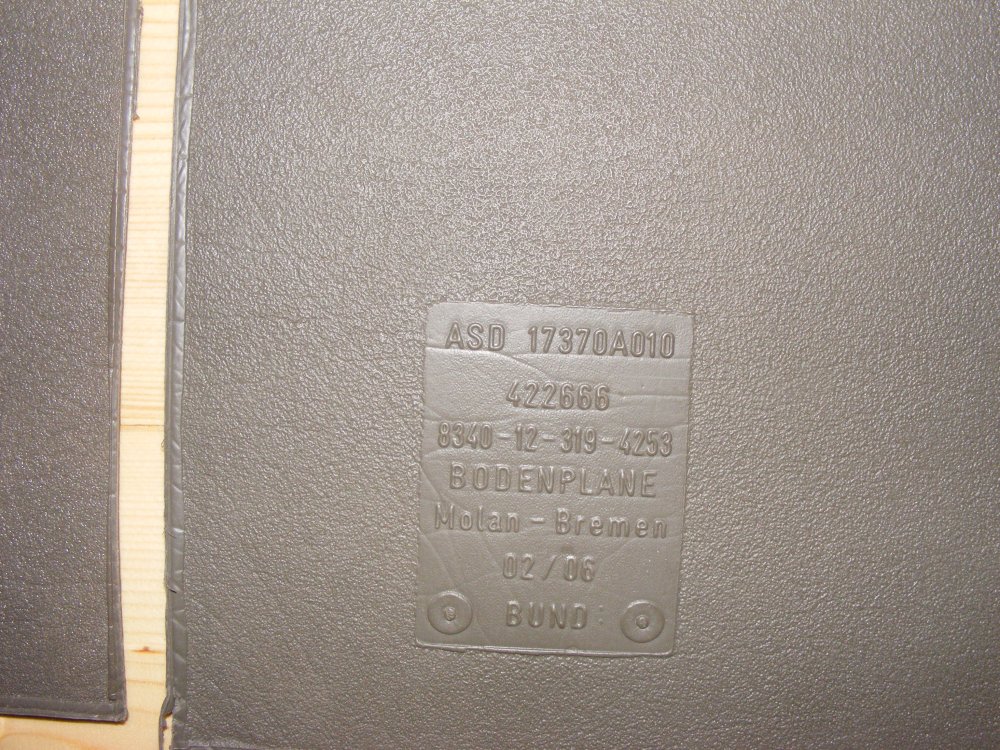 ASD 17370A010
422666
8340-12-319-4253
BODENPLANE
Molan - Bremen
02/06
BUND